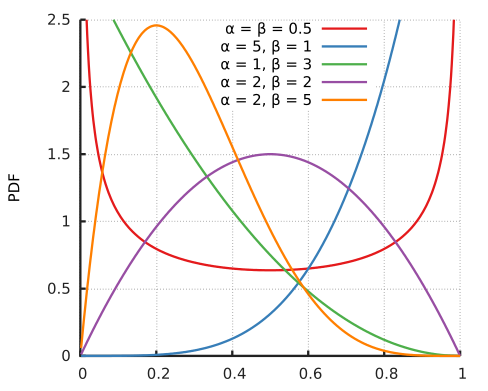 2.5
α = β = 0.5
α = 5, β = 1
2
α = 1, β = 3
α = 2, β = 2
α = 2, β = 5
1.5
PDF
1
0.5
0
0 0.2 0.4 0.6 0.8 1